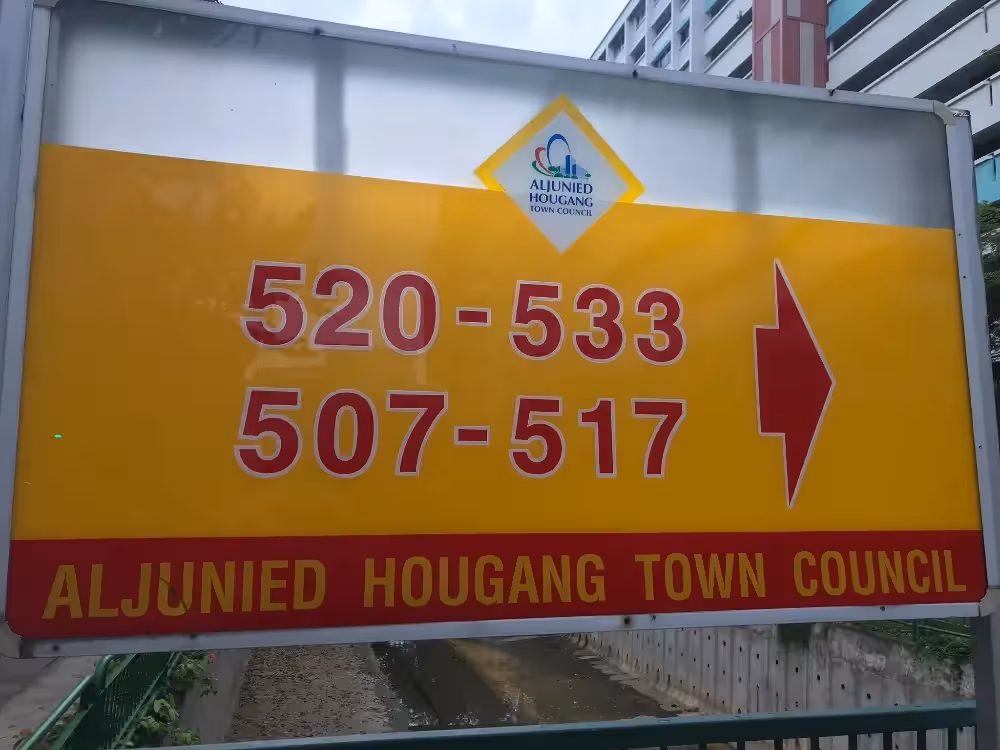 ALJUNIED
HOUGANG
TOWN COUNCIL
520-533
507-517
ALJUNIED HOUGANG TOWN COUNCIL